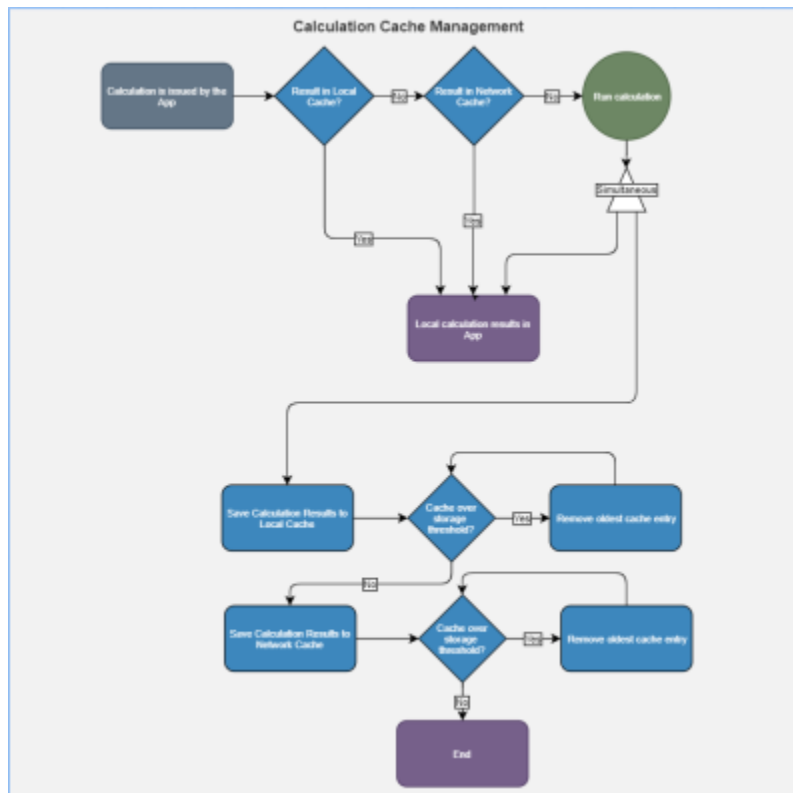 Calculation Cache Management
Calculation is issued by the
App
Result in Local
Cache?
No
Result in Network
Cache?
No
Run calculation
Simultaneous
Yes
Yes
Local calculation results in
App
Save Calculation Results to
Local Cache
Cache over
storage
threshold?
Yes
Remove oldest cache entry
No
Save Calculation Results to
Network Cache
Cache over
storage
threshold?
Yes
Remove oldest cache entry
No
End